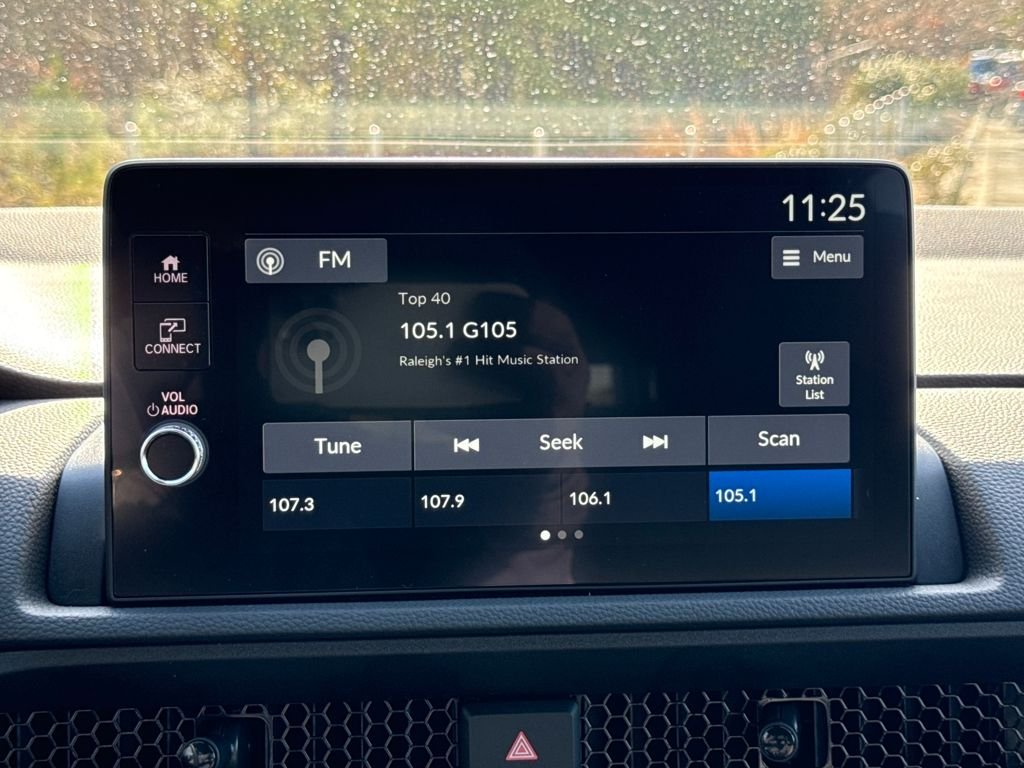 11:25
HOME
FM
Menu
CONNECT
Top 40
105.1 G105
Raleigh's #1 Hit Music Station
Station
List
VOL
AUDIO
Tune
Seek
Scan
107.3
107.9
106.1
105.1